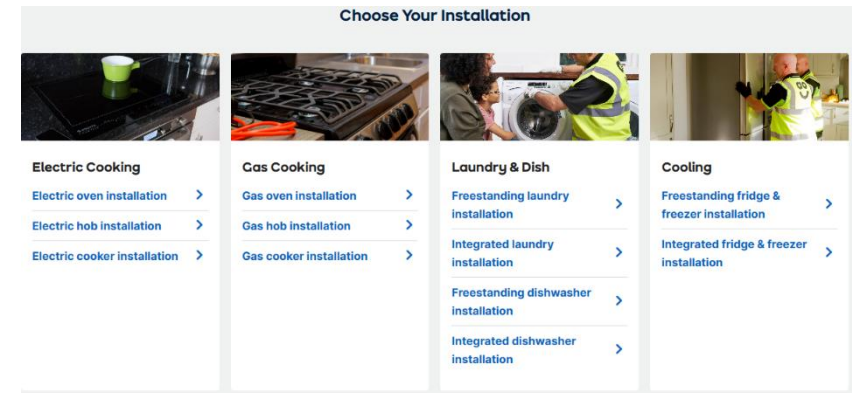 Choose Your Installation
Electric Cooking
Electric oven installation
Electric hob installation
Electric cooker installation
Gas Cooking
Gas oven installation
Gas hob installation
Gas cooker installation
Laundry & Dish
Freestanding laundry
installation
Integrated laundry
installation
Freestanding dishwasher
installation
Integrated dishwasher
installation
Cooling
Freestanding fridge &
freezer installation
Integrated fridge & freezer
installation